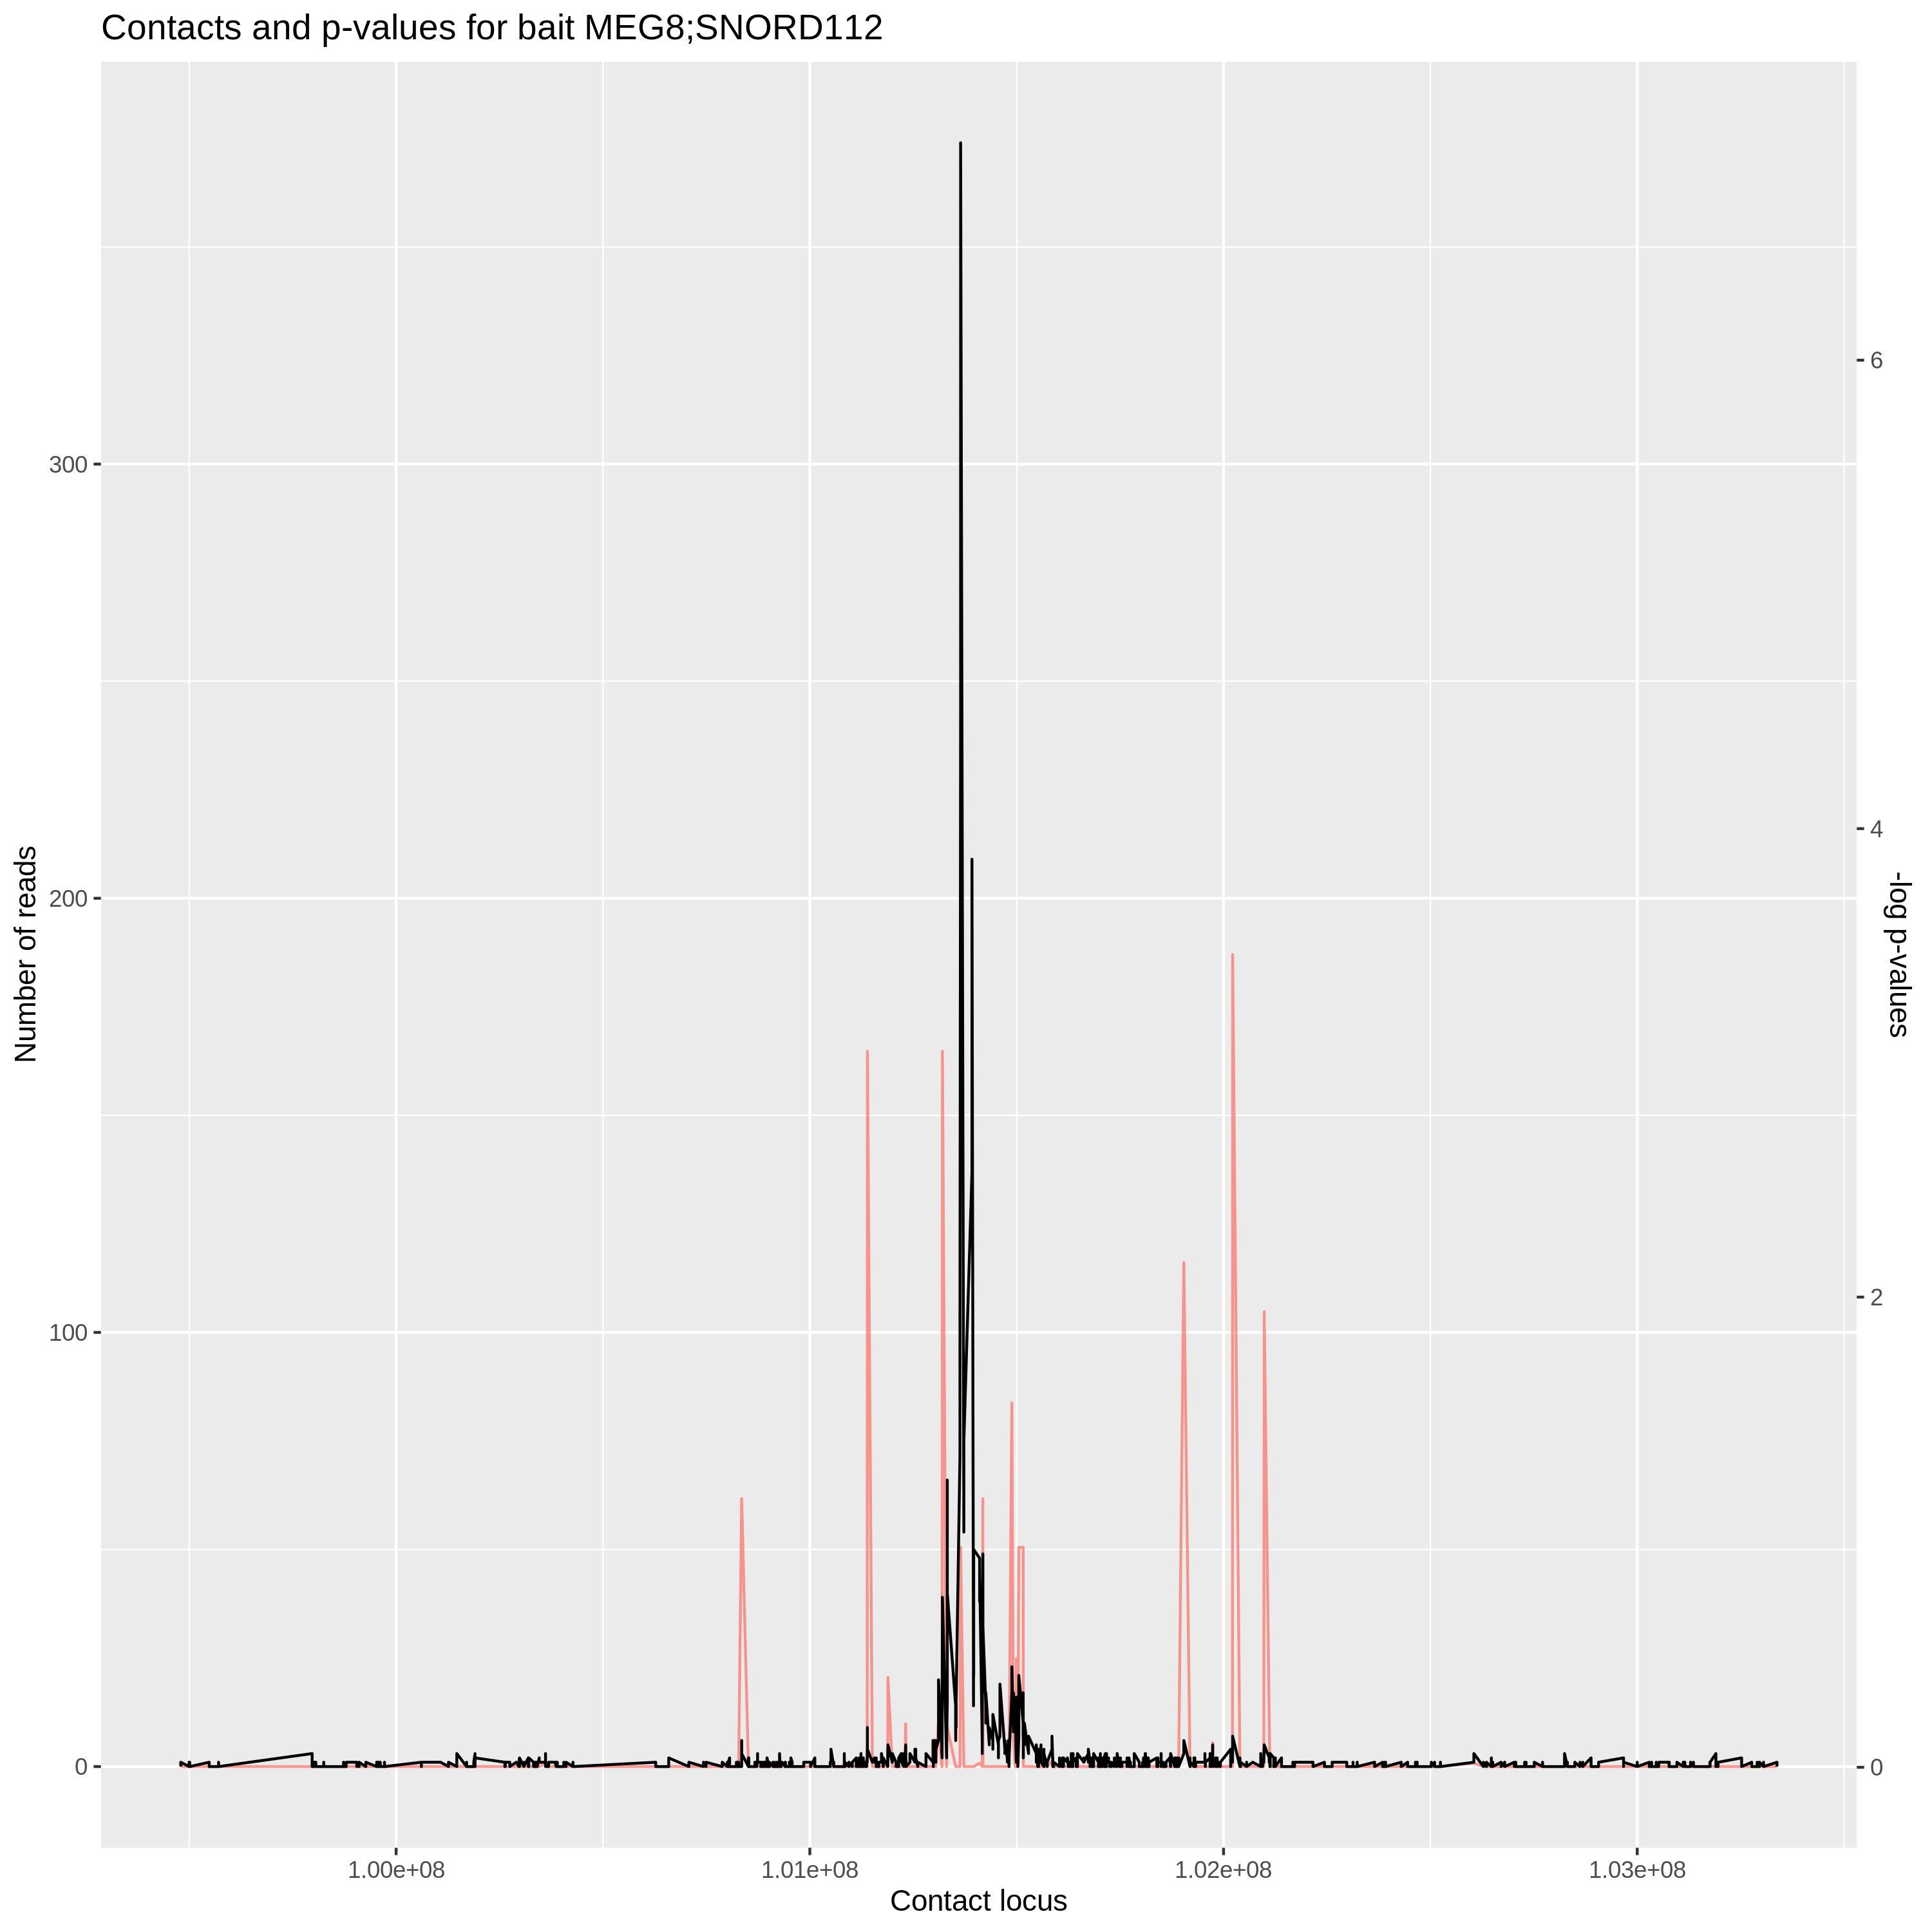 Contacts and p-values for bait MEG8;SNORD112
300
200
100
0
Number of reads
6
4
2
0
-log p-values
1.00e+08
1.01e+08
1.02e+08
1.03e+08
Contact locus